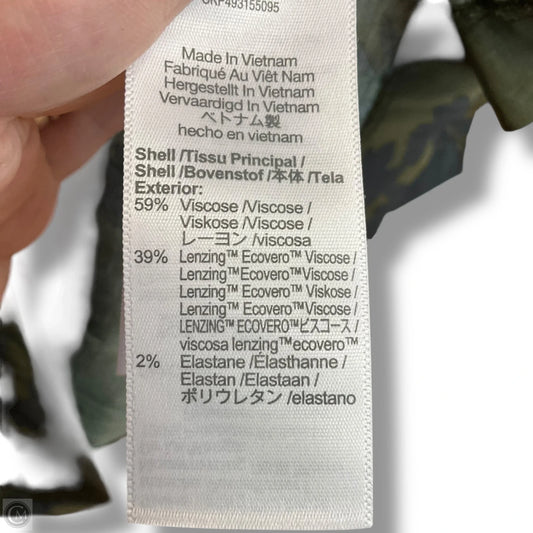 CRF493155095
Made In Vietnam
Fabriqué Au Viêt Nam
Hergestellt In Vietnam
Vervaardigd In Vietnam
ベトナム製
hecho en vietnam
Shell /Tissu Principal /
Shell /Bovenstof /本体 /Tela
Exterior:
59% Viscose /Viscose /
Viskose /Viscose /
レーヨン /viscosa
39% Lenzing™ Ecovero™ Viscose /
Lenzing™ Ecovero™Viscose /
Lenzing™ Ecovero™ Viskose /
Lenzing™ Ecovero™ Viscose /
LENZING™ ECOVERO™ビスコース /
viscosa lenzing™ecovero™
2% Elastane /Élasthanne /
Elastan /Elastaan /
ポリウレタン /elastano